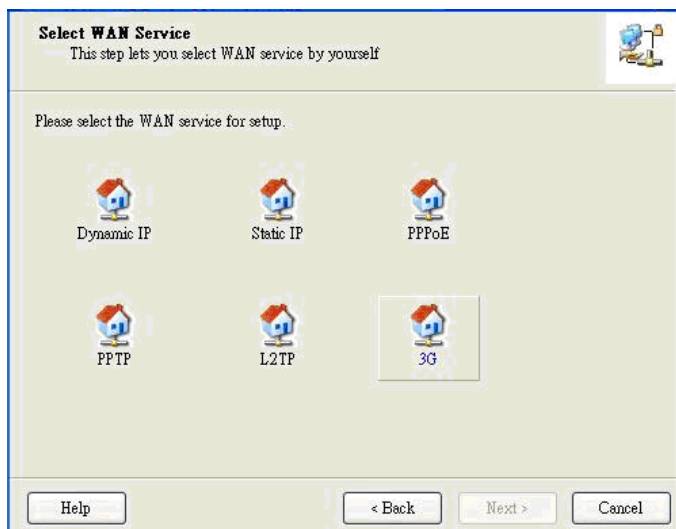 Select WAN Service
This step lets you select WAN service by yourself
Please select the WAN service for setup.
Dynamic IP Static IP PPPoE
PPTP L2TP 3G
Help < Back Next > Cancel